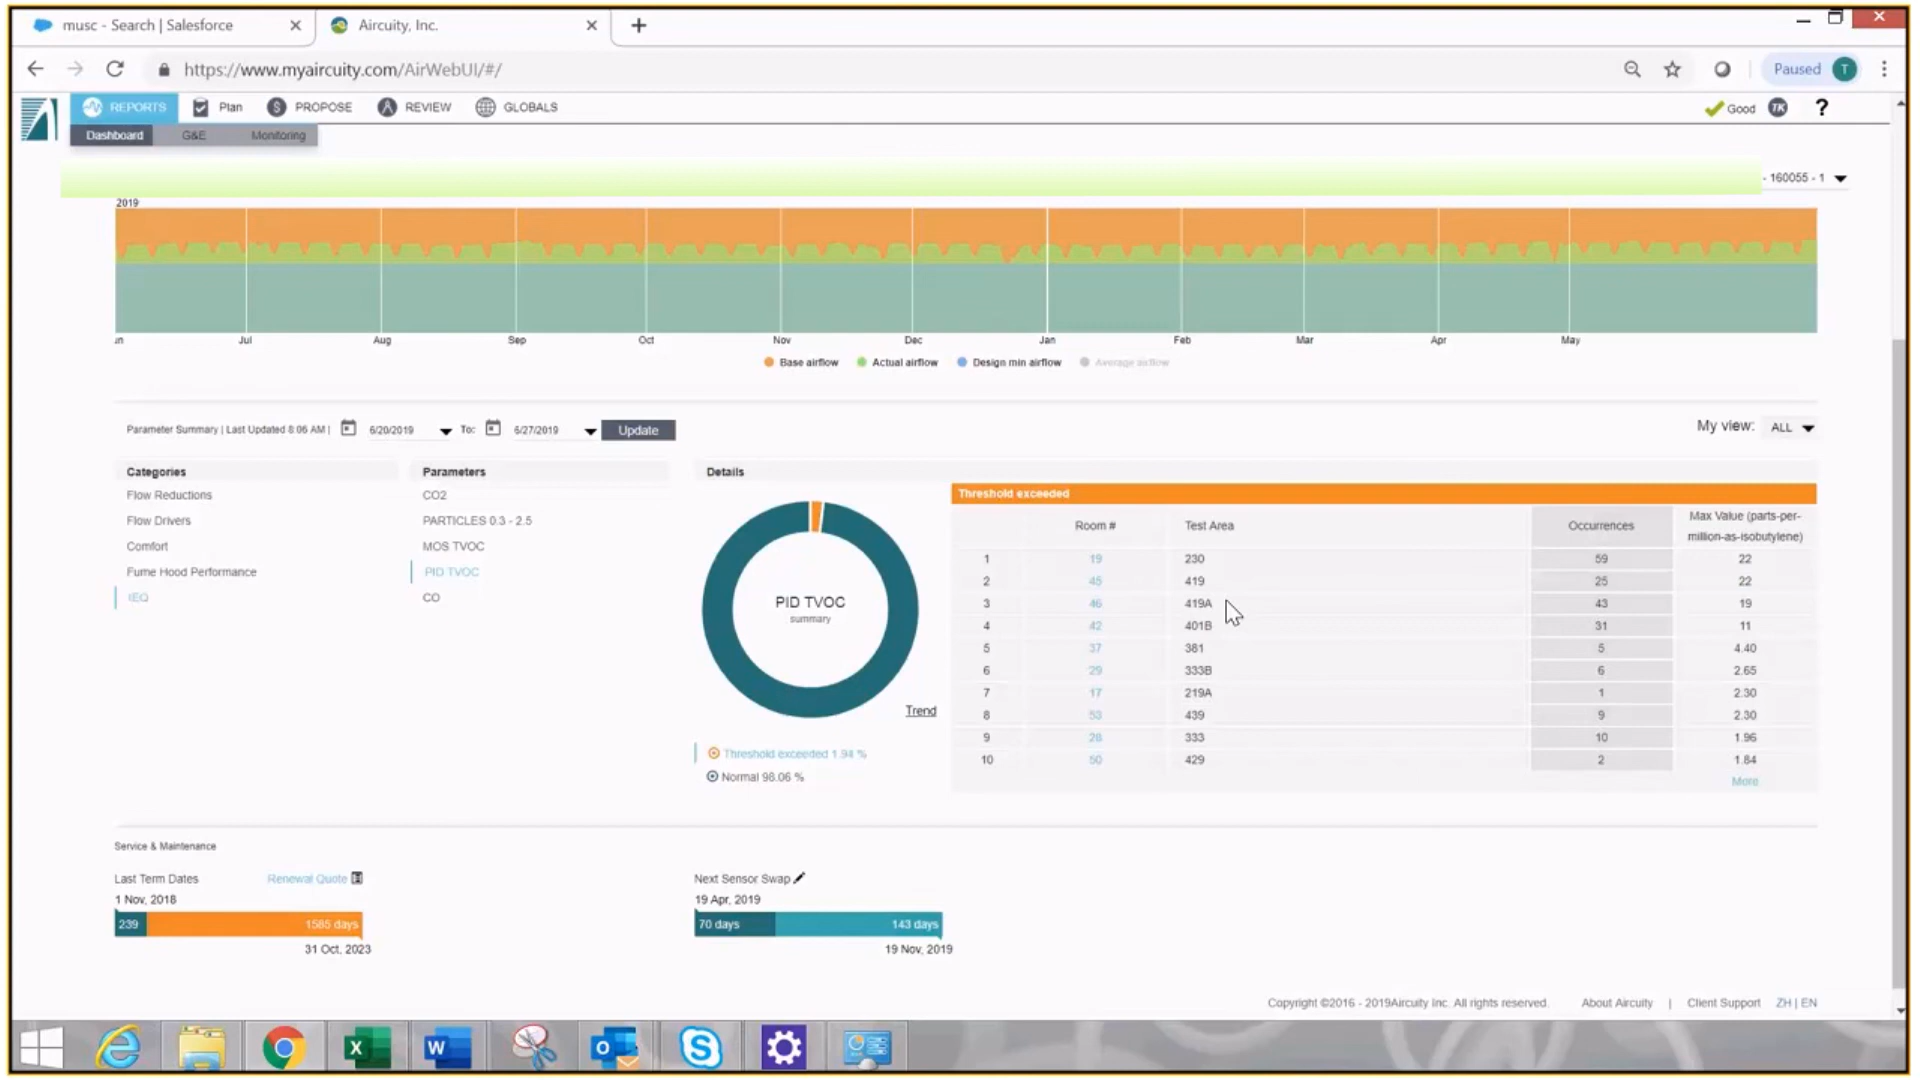 musc - Search | Salesforce
Aircuity, Inc.
https://www.myaircuity.com/AirWebUI/#/
Paused T
REPORTS Plan $ PROPOSE REVIEW GLOBALS
Good TK ?
Dashboard G&E Monitoring
- 160055 - 1
2019
Jul Aug Sep Oct Nov Dec Jan Feb Mar Apr May
Base airflow Actual airflow Design min airflow Average airflow
Parameter Summary | Last Updated 8:06 AM | 6/20/2019 To: 6/27/2019 Update
My view: ALL
Categories Parameters Details
Flow Reductions
Flow Drivers
Comfort
Fume Hood Performance
IEQ
CO2
PARTICLES 0.3 - 2.5
MOS TVOC
PID TVOC
CO
PID TVOC
summary
Trend
Threshold exceeded 1.94 %
Normal 98.06 %
Threshold exceeded
Room # Test Area Occurrences Max Value (parts-per-
million-as-isobutylene)
1 19 230 59 22
2 45 419 25 22
3 46 419A 43 19
4 42 401B 31 11
5 37 381 5 4.40
6 29 333B 6 2.65
7 17 219A 1 2.30
8 53 439 9 2.30
9 28 333 10 1.96
10 50 429 2 1.84
More
Service & Maintenance
Last Term Dates Renewal Quote
1 Nov, 2018
239 1585 days
31 Oct, 2023
Next Sensor Swap
19 Apr, 2019
70 days 143 days
19 Nov, 2019
Copyright ©2016 - 2019Aircuity Inc. All rights reserved. About Aircuity | Client Support ZH | EN